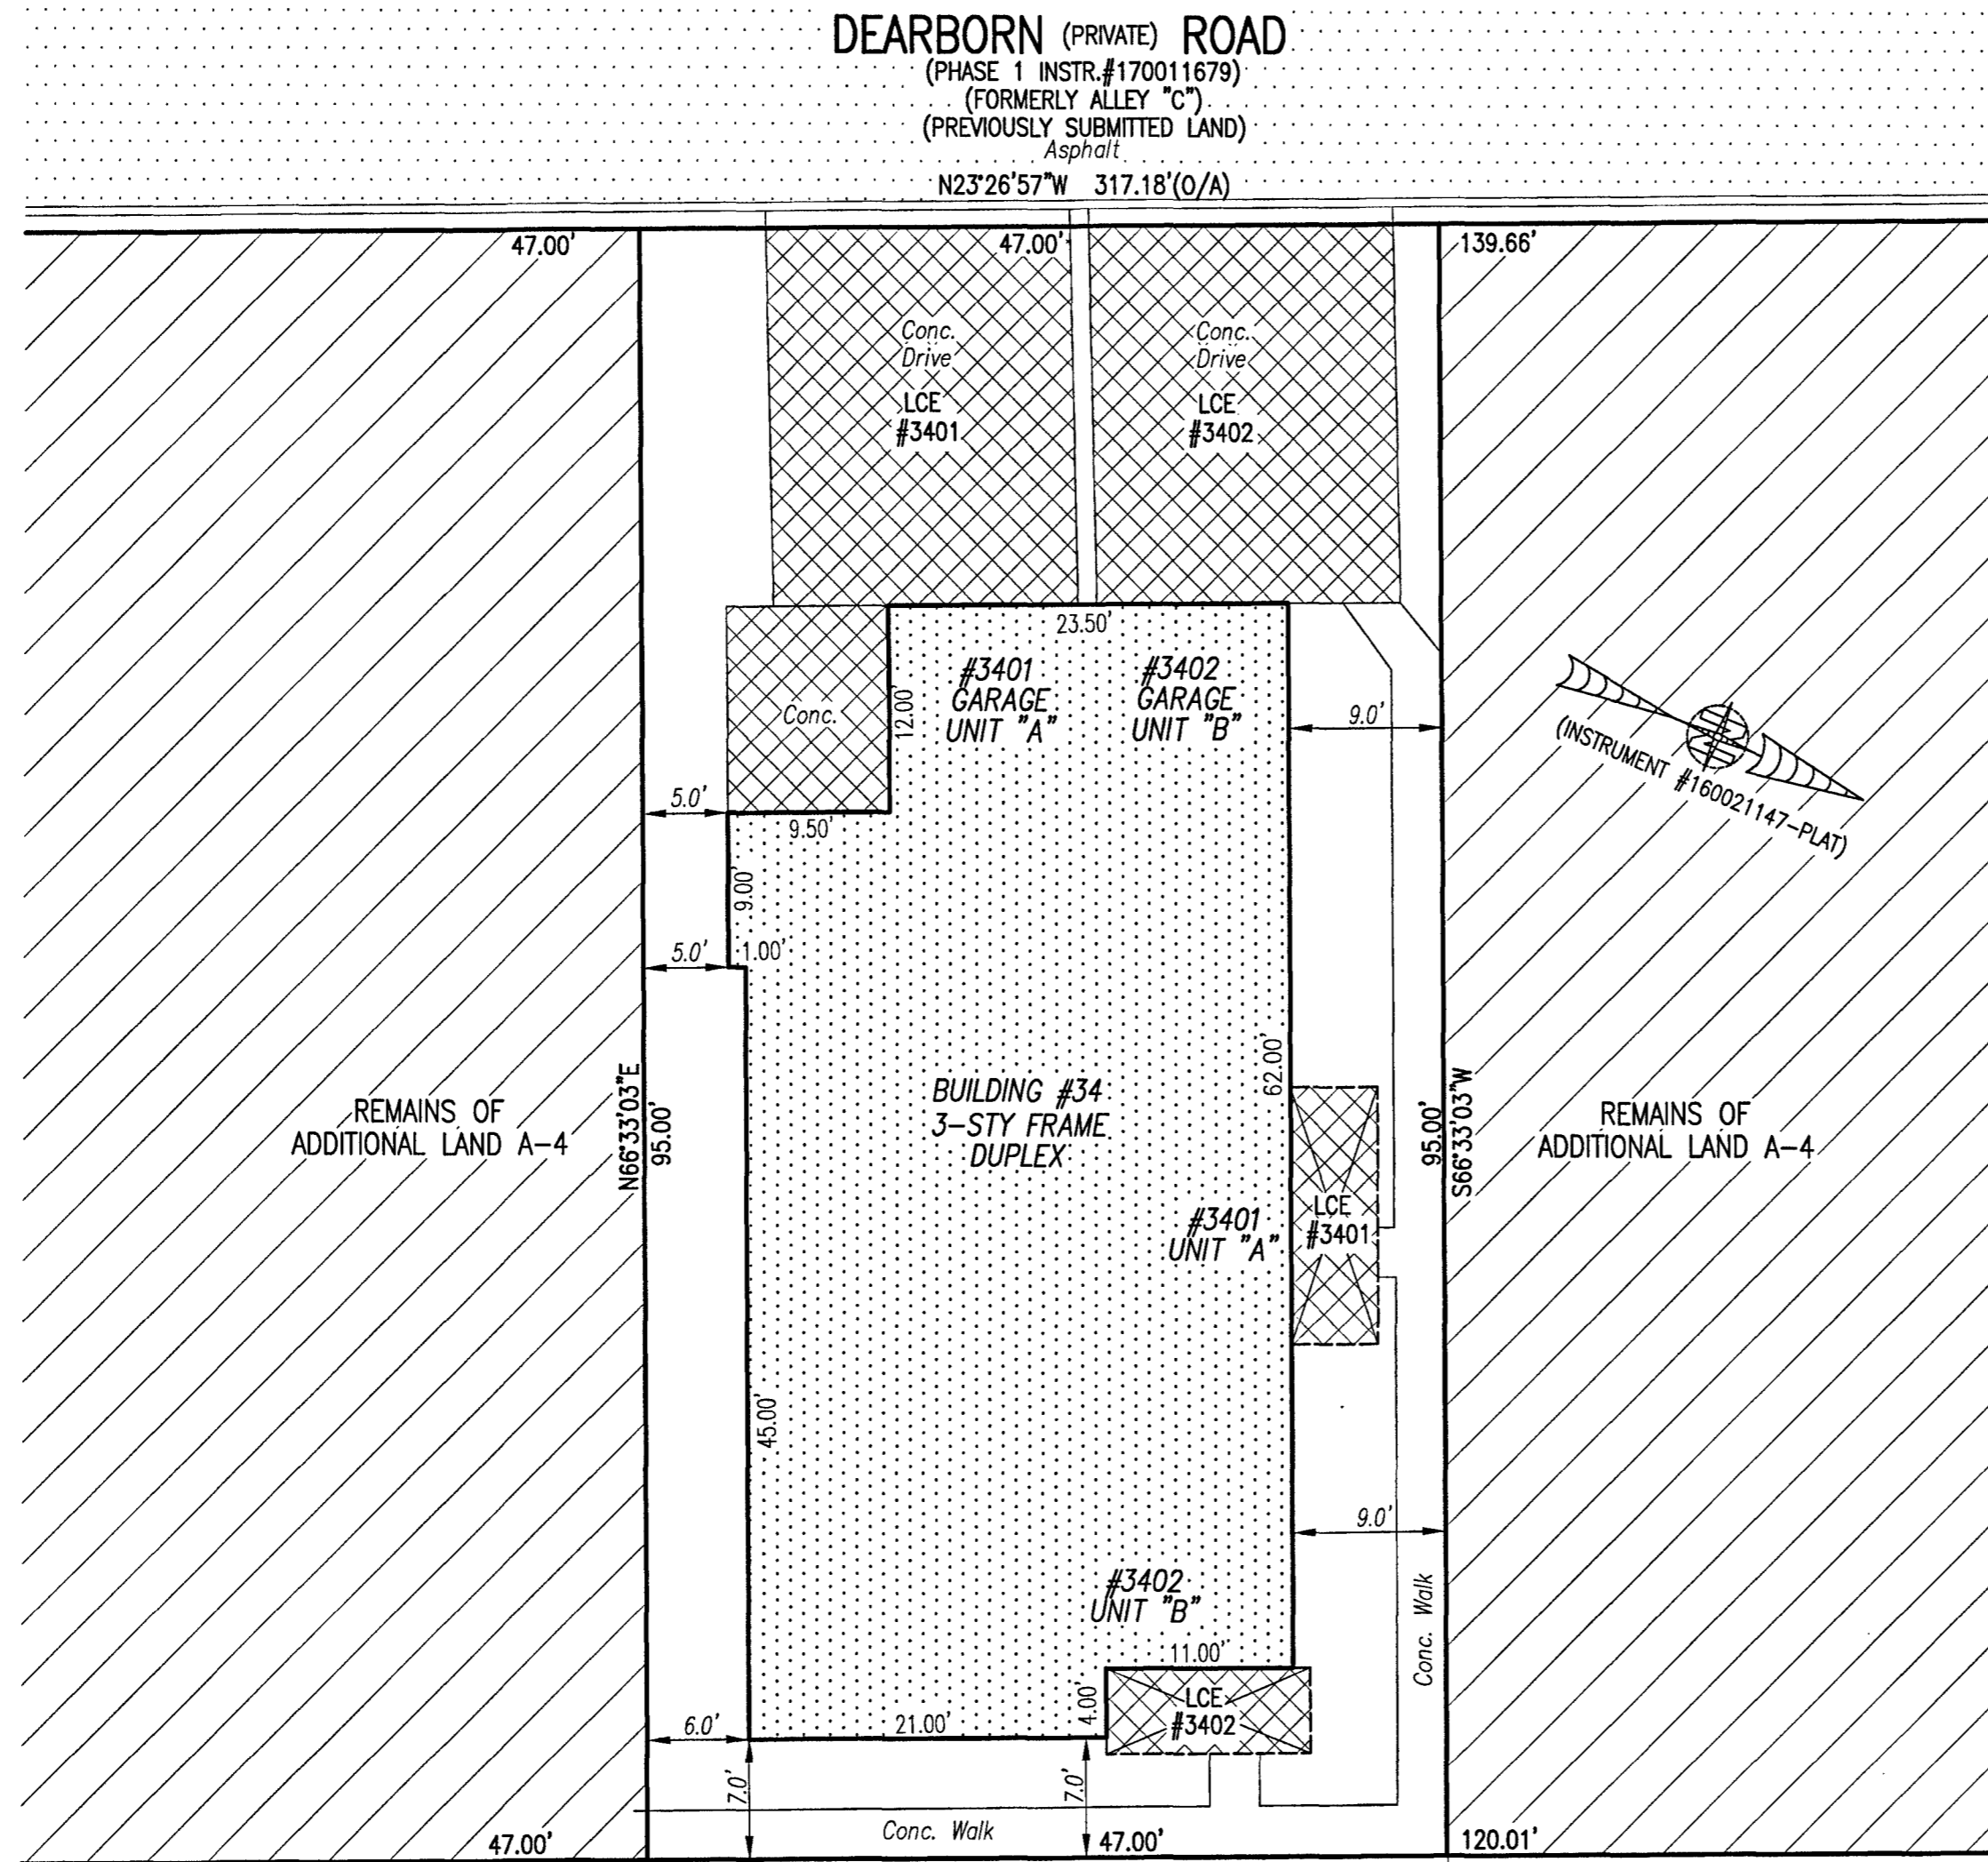 DEARBORN (PRIVATE) ROAD
(PHASE 1 INSTR.#170011679)
(FORMERLY ALLEY "C")
(PREVIOUSLY SUBMITTED LAND)
Asphalt
N23°26'57"W 317.18'(O/A)
47.00'
47.00'
139.66'
Conc.
Drive
LCE
#3401
Conc.
Drive
LCE
#3402
23.50'
#3401
GARAGE
UNIT "A"
#3402
GARAGE
UNIT "B"
12.00'
Conc.
9.0'
N
(INSTRUMENT #160021147-PLAT)
5.0'
9.50'
9.00'
5.0'
1.00'
REMAINS OF
ADDITIONAL LAND A-4
N66°33'03"E
95.00'
BUILDING #34
3-STY FRAME
DUPLEX
62.00'
95.00'
S66°33'03"W
REMAINS OF
ADDITIONAL LAND A-4
#3401
UNIT "A"
LCE
#3401
45.00'
9.0'
#3402
UNIT "B"
Conc. Walk
11.00'
LCE
#3402
4.00'
6.0'
21.00'
7.0'
7.0'
Conc. Walk
47.00'
47.00'
120.01'